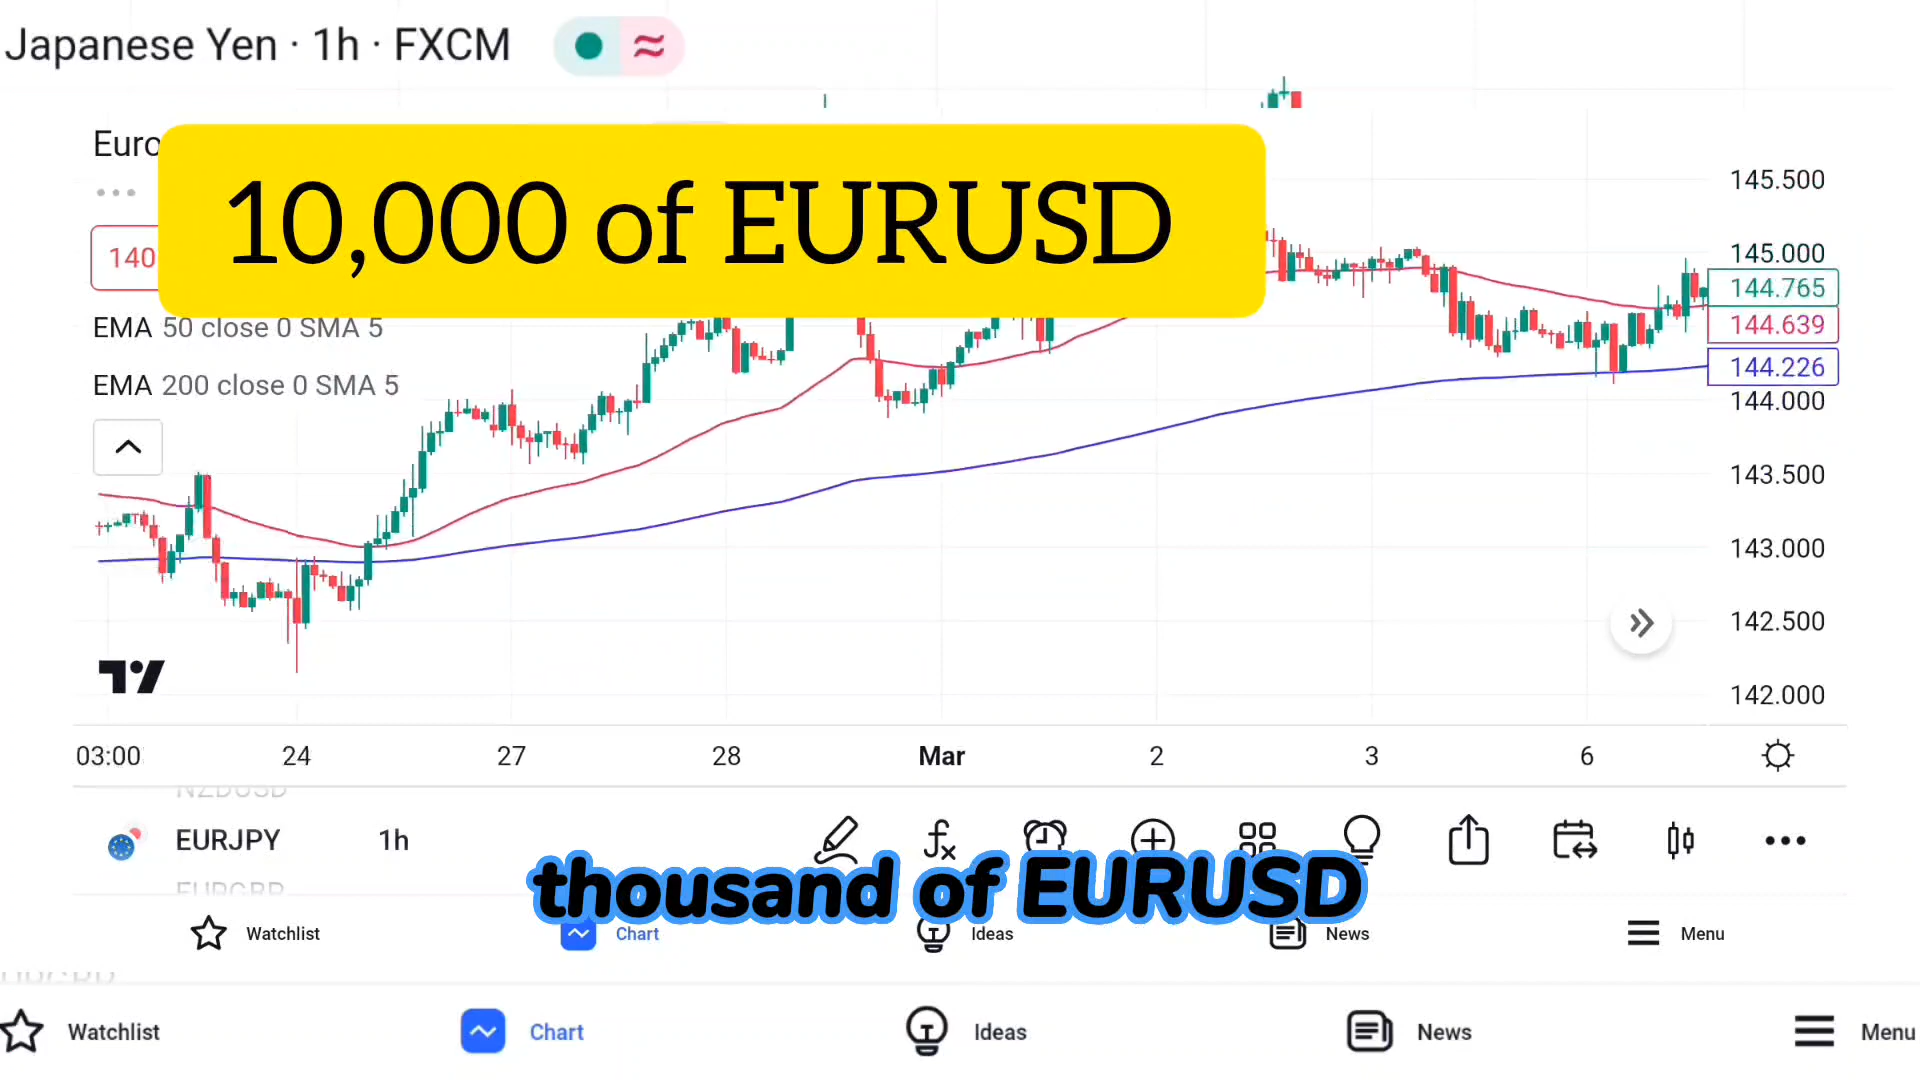 Japanese Yen · 1h · FXCM
Euro
10,000 of EURUSD
140
EMA 50 close 0 SMA 5
EMA 200 close 0 SMA 5
145.500
145.000
144.765
144.639
144.226
144.000
143.500
143.000
142.500
142.000
03:00 24 27 28 Mar 2 3 6
NZDUSD
EURJPY 1h
EURGBP
thousand of EURUSD
Watchlist Chart Ideas News Menu
Watchlist Chart Ideas News Menu